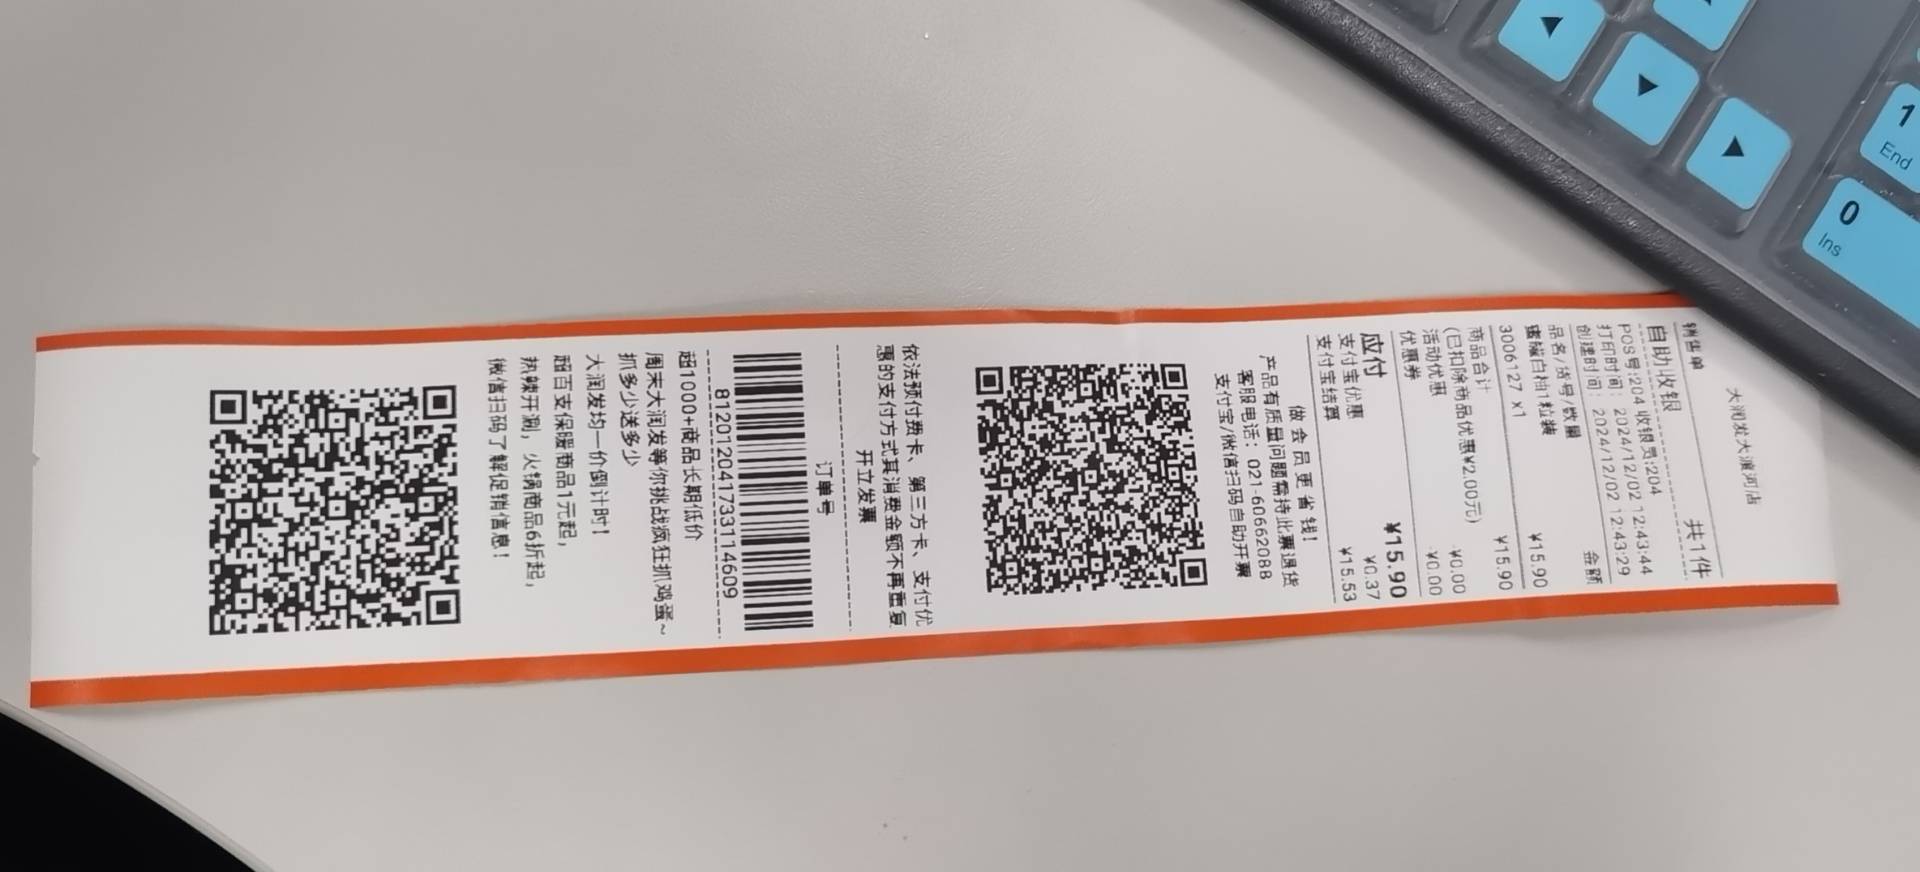 大润发大渡河店
销售单
共1件
自助收银
POS号:204 收银员:204
打印时间: 2024/12/02 12:43:44
创建时间: 2024/12/02 12:43:29
品名/货号/数量 金额
蜜罐白柚1粒装
3006127 x1 ¥15.90
商品合计 ¥15.90
(已扣除商品优惠¥2.00元)
活动优惠 -¥0.00
优惠券 -¥0.00
应付 ¥15.90
支付宝优惠 ¥0.37
支付宝结算 ¥15.53
做会员更省钱!
产品有质量问题需持此票退货
客服电话: 021-60662088
支付宝/微信扫码自助开票
依法预付费卡、第三方卡、支付优
惠的支付方式其消费金额不再重复
开立发票
订单号
812012041733114609
超1000+商品长期低价
周末大润发等你挑战疯狂抓鸡蛋~
抓多少送多少
大润发均一价倒计时!
超百支保暖商品1元起,
热辣开涮, 火锅商品6折起,
微信扫码了解促销信息!
1
End
0
Ins